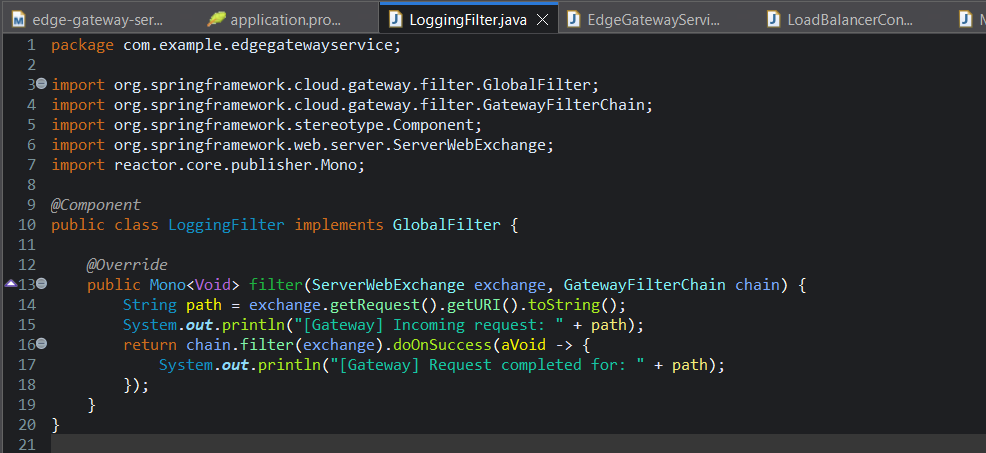 edge-gateway-ser... application.pro... LoggingFilter.java EdgeGatewayServi... LoadBalancerCon...
1 package com.example.edgegatewayservice;
2
3 import org.springframework.cloud.gateway.filter.GlobalFilter;
4 import org.springframework.cloud.gateway.filter.GatewayFilterChain;
5 import org.springframework.stereotype.Component;
6 import org.springframework.web.server.ServerWebExchange;
7 import reactor.core.publisher.Mono;
8
9 @Component
10 public class LoggingFilter implements GlobalFilter {
11
12     @Override
13     public Mono<Void> filter(ServerWebExchange exchange, GatewayFilterChain chain) {
14         String path = exchange.getRequest().getURI().toString();
15         System.out.println("[Gateway] Incoming request: " + path);
16         return chain.filter(exchange).doOnSuccess(aVoid -> {
17             System.out.println("[Gateway] Request completed for: " + path);
18         });
19     }
20 }
21